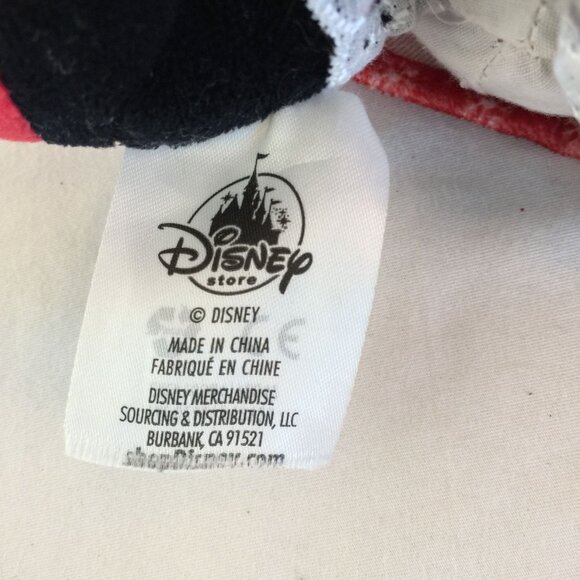 Disney
store
© DISNEY
MADE IN CHINA
FABRIQUÉ EN CHINE
DISNEY MERCHANDISE
SOURCING & DISTRIBUTION, LLC
BURBANK, CA 91521
shopDisney.com